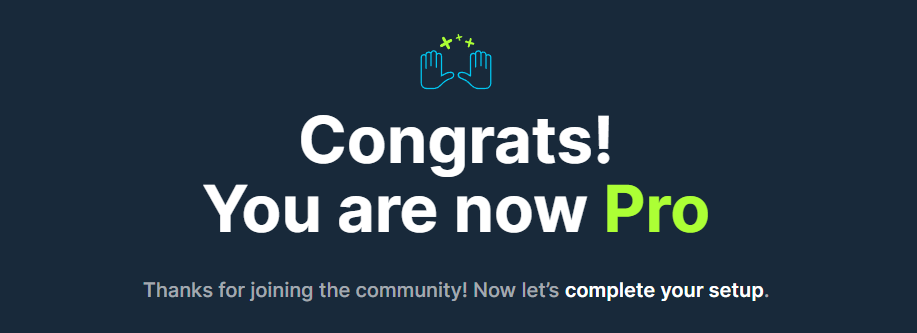 Congrats!
You are now Pro
Thanks for joining the community! Now let’s complete your setup.